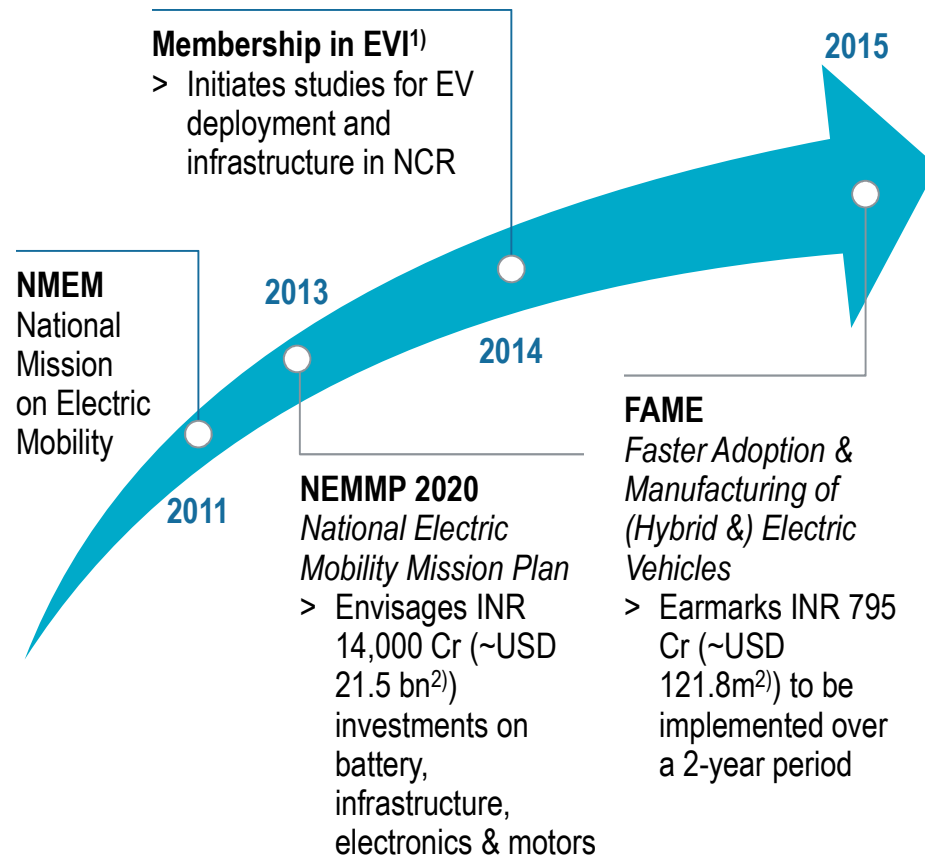 Membership in EVI1)
> Initiates studies for EV
deployment and
infrastructure in NCR
2015
NMEM
National
Mission
on Electric
Mobility
2013
2014
2011
NEMMP 2020
National Electric
Mobility Mission Plan
> Envisages INR
14,000 Cr (~USD
21.5 bn2))
investments on
battery,
infrastructure,
electronics & motors
FAME
Faster Adoption &
Manufacturing of
(Hybrid &) Electric
Vehicles
> Earmarks INR 795
Cr (~USD
121.8m2)) to be
implemented over
a 2-year period